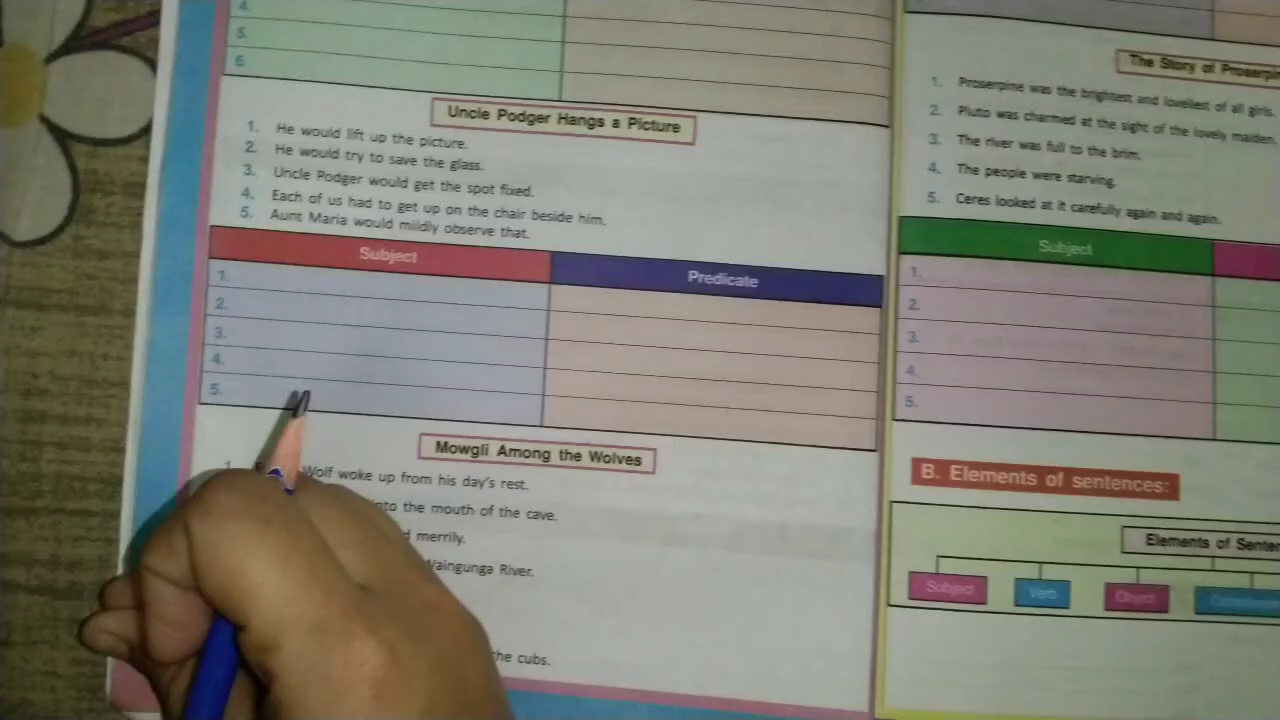 4.
5.
6.
Uncle Podger Hangs a Picture
1. He would lift up the picture.
2. He would try to save the glass.
3. Uncle Podger would get the spot fixed.
4. Each of us had to get up on the chair beside him.
5. Aunt Maria would mildly observe that.
Subject Predicate
1.
2.
3.
4.
5.
Mowgli Among the Wolves
1. Wolf woke up from his day's rest.
into the mouth of the cave.
merrily.
Waingunga River.
the cubs.
The Story of
1. Proserpine was the brightest and loveliest of all girls.
2. Pluto was charmed at the sight of the lovely maiden.
3. The river was full to the brim.
4. The people were starving.
5. Ceres looked at it carefully again and again.
Subject
1.
2.
3.
4.
5.
B. Elements of sentences:
Elements of
Subject Verb Object